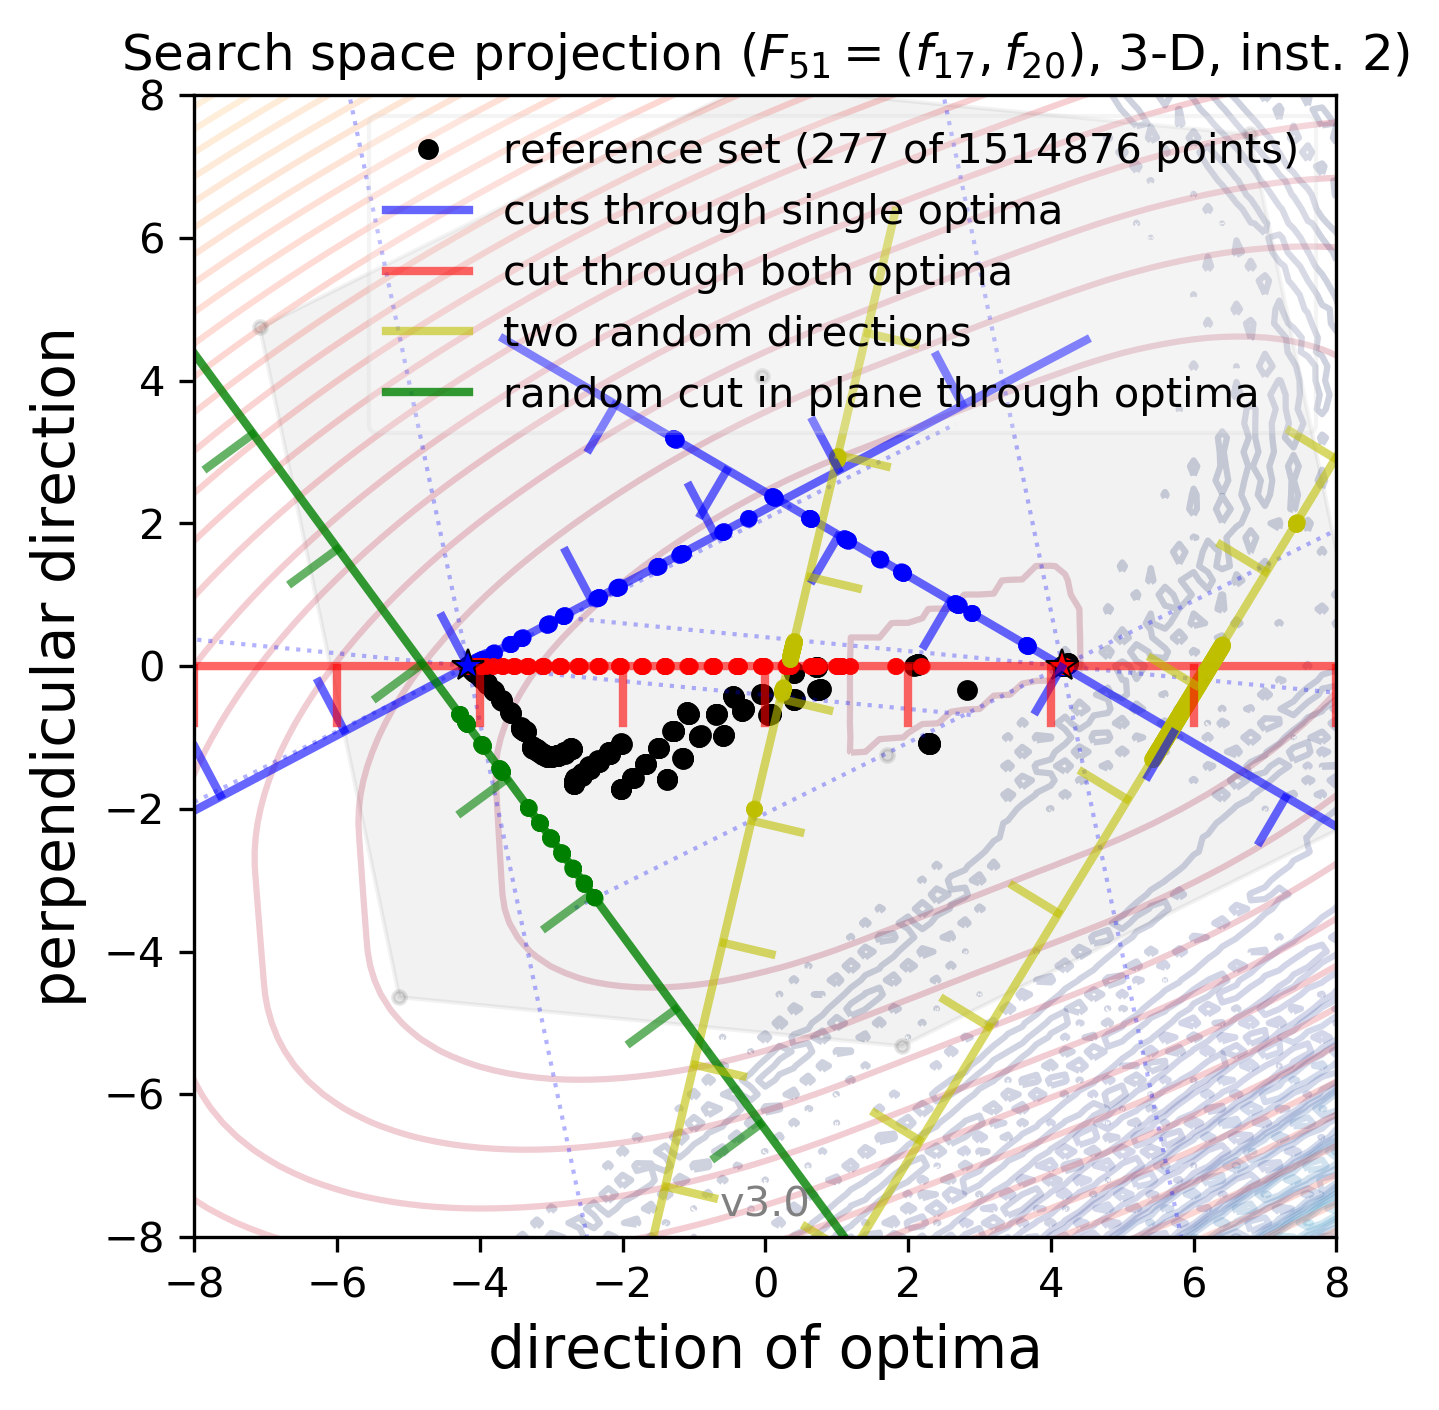 Search space projection (F₅₁ = (f₁₇, f₂₀), 3-D, inst. 2)
reference set (277 of 1514876 points)
cuts through single optima
cut through both optima
two random directions
random cut in plane through optima
perpendicular direction
8
6
4
2
0
−2
−4
−6
−8
v3.0
−8 −6 −4 −2 0 2 4 6 8
direction of optima